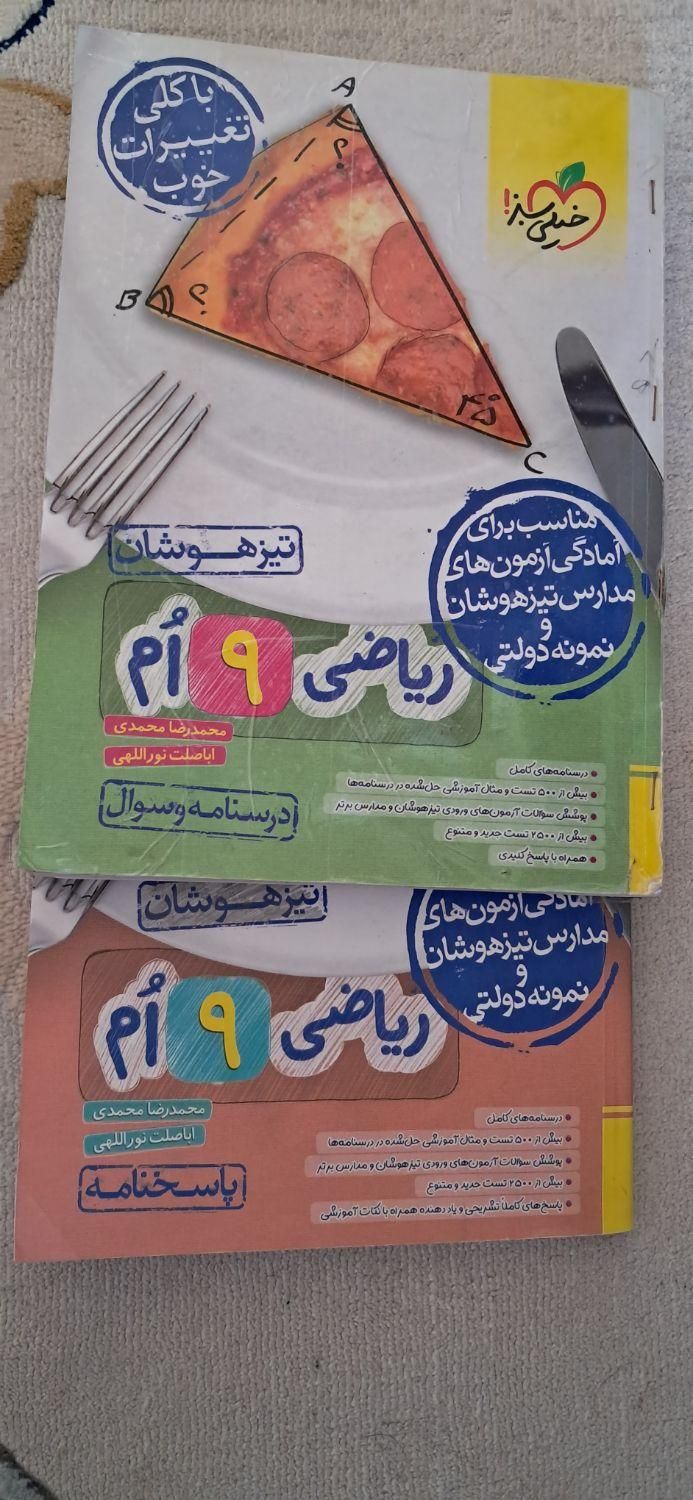 با کلی
تغییرات
خوب
A
؟
B
؟
۴۵°
C
خیلی سبز!
مناسب برای
آمادگی آزمون های
مدارس تیزهوشان
و
نمونه دولتی
تیزهوشان
ریاضی ۹ اُم
محمدرضا محمدی
اباصلت نوراللهی
درسنامه و سوال
درسنامه های کامل
بیش از ۵۰۰ تست و مثال آموزشی حل شده در درسنامه ها
پوشش سوالات آزمون های ورودی تیزهوشان و مدارس برتر
بیش از ۲۵۰۰ تست جدید و متنوع
همراه با پاسخ کلیدی
تیزهوشان
آمادگی آزمون های
مدارس تیزهوشان
و
نمونه دولتی
ریاضی ۹ اُم
محمدرضا محمدی
اباصلت نوراللهی
پاسخنامه
درسنامه های کامل
بیش از ۵۰۰ تست و مثال آموزشی حل شده در درسنامه ها
پوشش سوالات آزمون های ورودی تیزهوشان و مدارس برتر
بیش از ۲۵۰۰ تست جدید و متنوع
پاسخ های کاملاً تشریحی و یاد دهنده همراه با نکات آموزشی